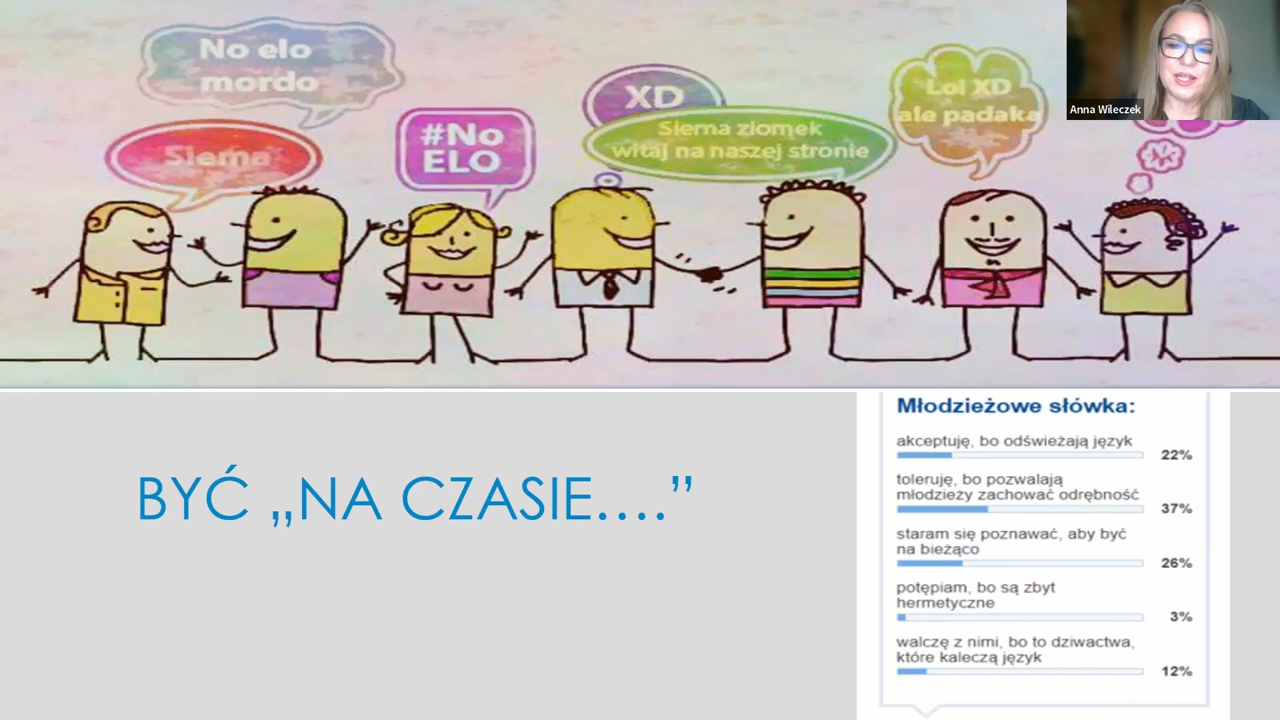 No elo
mordo
Siema
#No
ELO
XD
Siema ziomek
witaj na naszej stronie
Lol XD
ale padaka
Anna Wileczek
BYĆ „NA CZASIE....”
Młodzieżowe słówka:
akceptuję, bo odświeżają język
22%
toleruję, bo pozwalają
młodzieży zachować odrębność
37%
staram się poznawać, aby być
na bieżąco
26%
potępiam, bo są zbyt
hermetyczne
3%
walczę z nimi, bo to dziwactwa,
które kaleczą język
12%